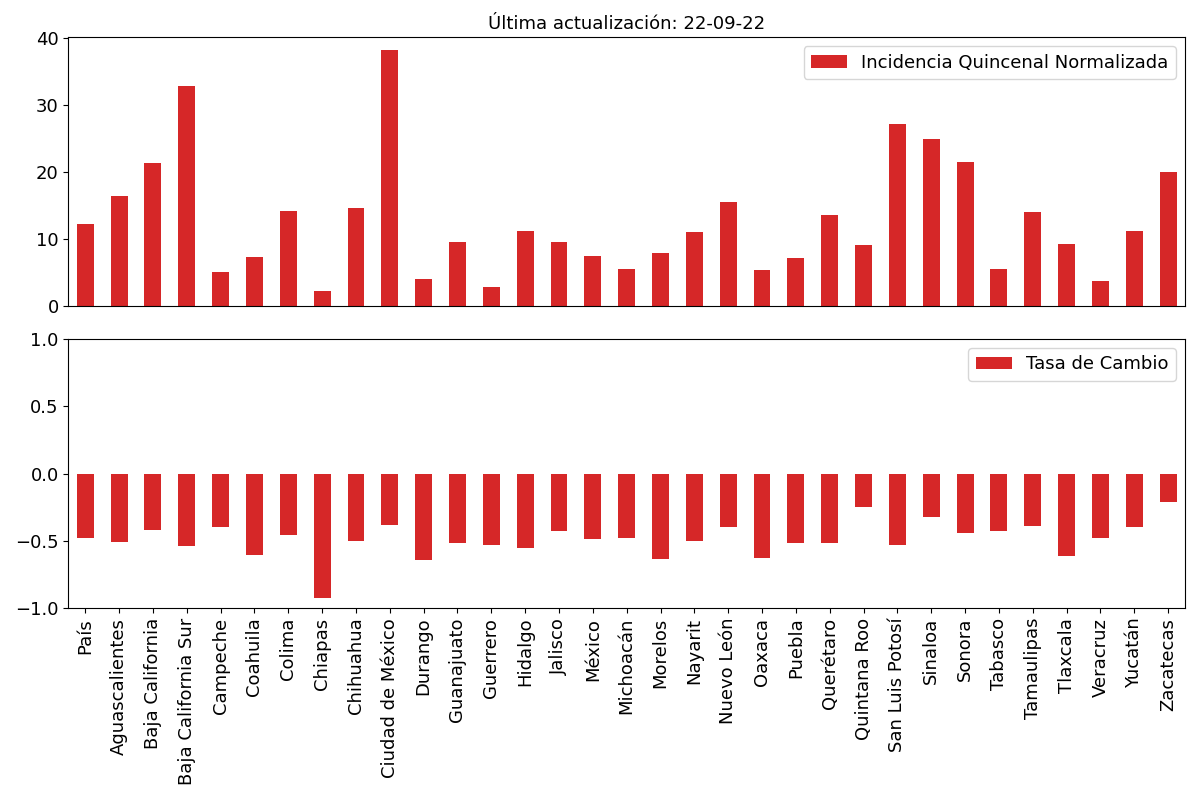 Última actualización: 22-09-22
40
30
20
10
0
Incidencia Quincenal Normalizada
1.0
0.5
0.0
−0.5
−1.0
Tasa de Cambio
País
Aguascalientes
Baja California
Baja California Sur
Campeche
Coahuila
Colima
Chiapas
Chihuahua
Ciudad de México
Durango
Guanajuato
Guerrero
Hidalgo
Jalisco
México
Michoacán
Morelos
Nayarit
Nuevo León
Oaxaca
Puebla
Querétaro
Quintana Roo
San Luis Potosí
Sinaloa
Sonora
Tabasco
Tamaulipas
Tlaxcala
Veracruz
Yucatán
Zacatecas